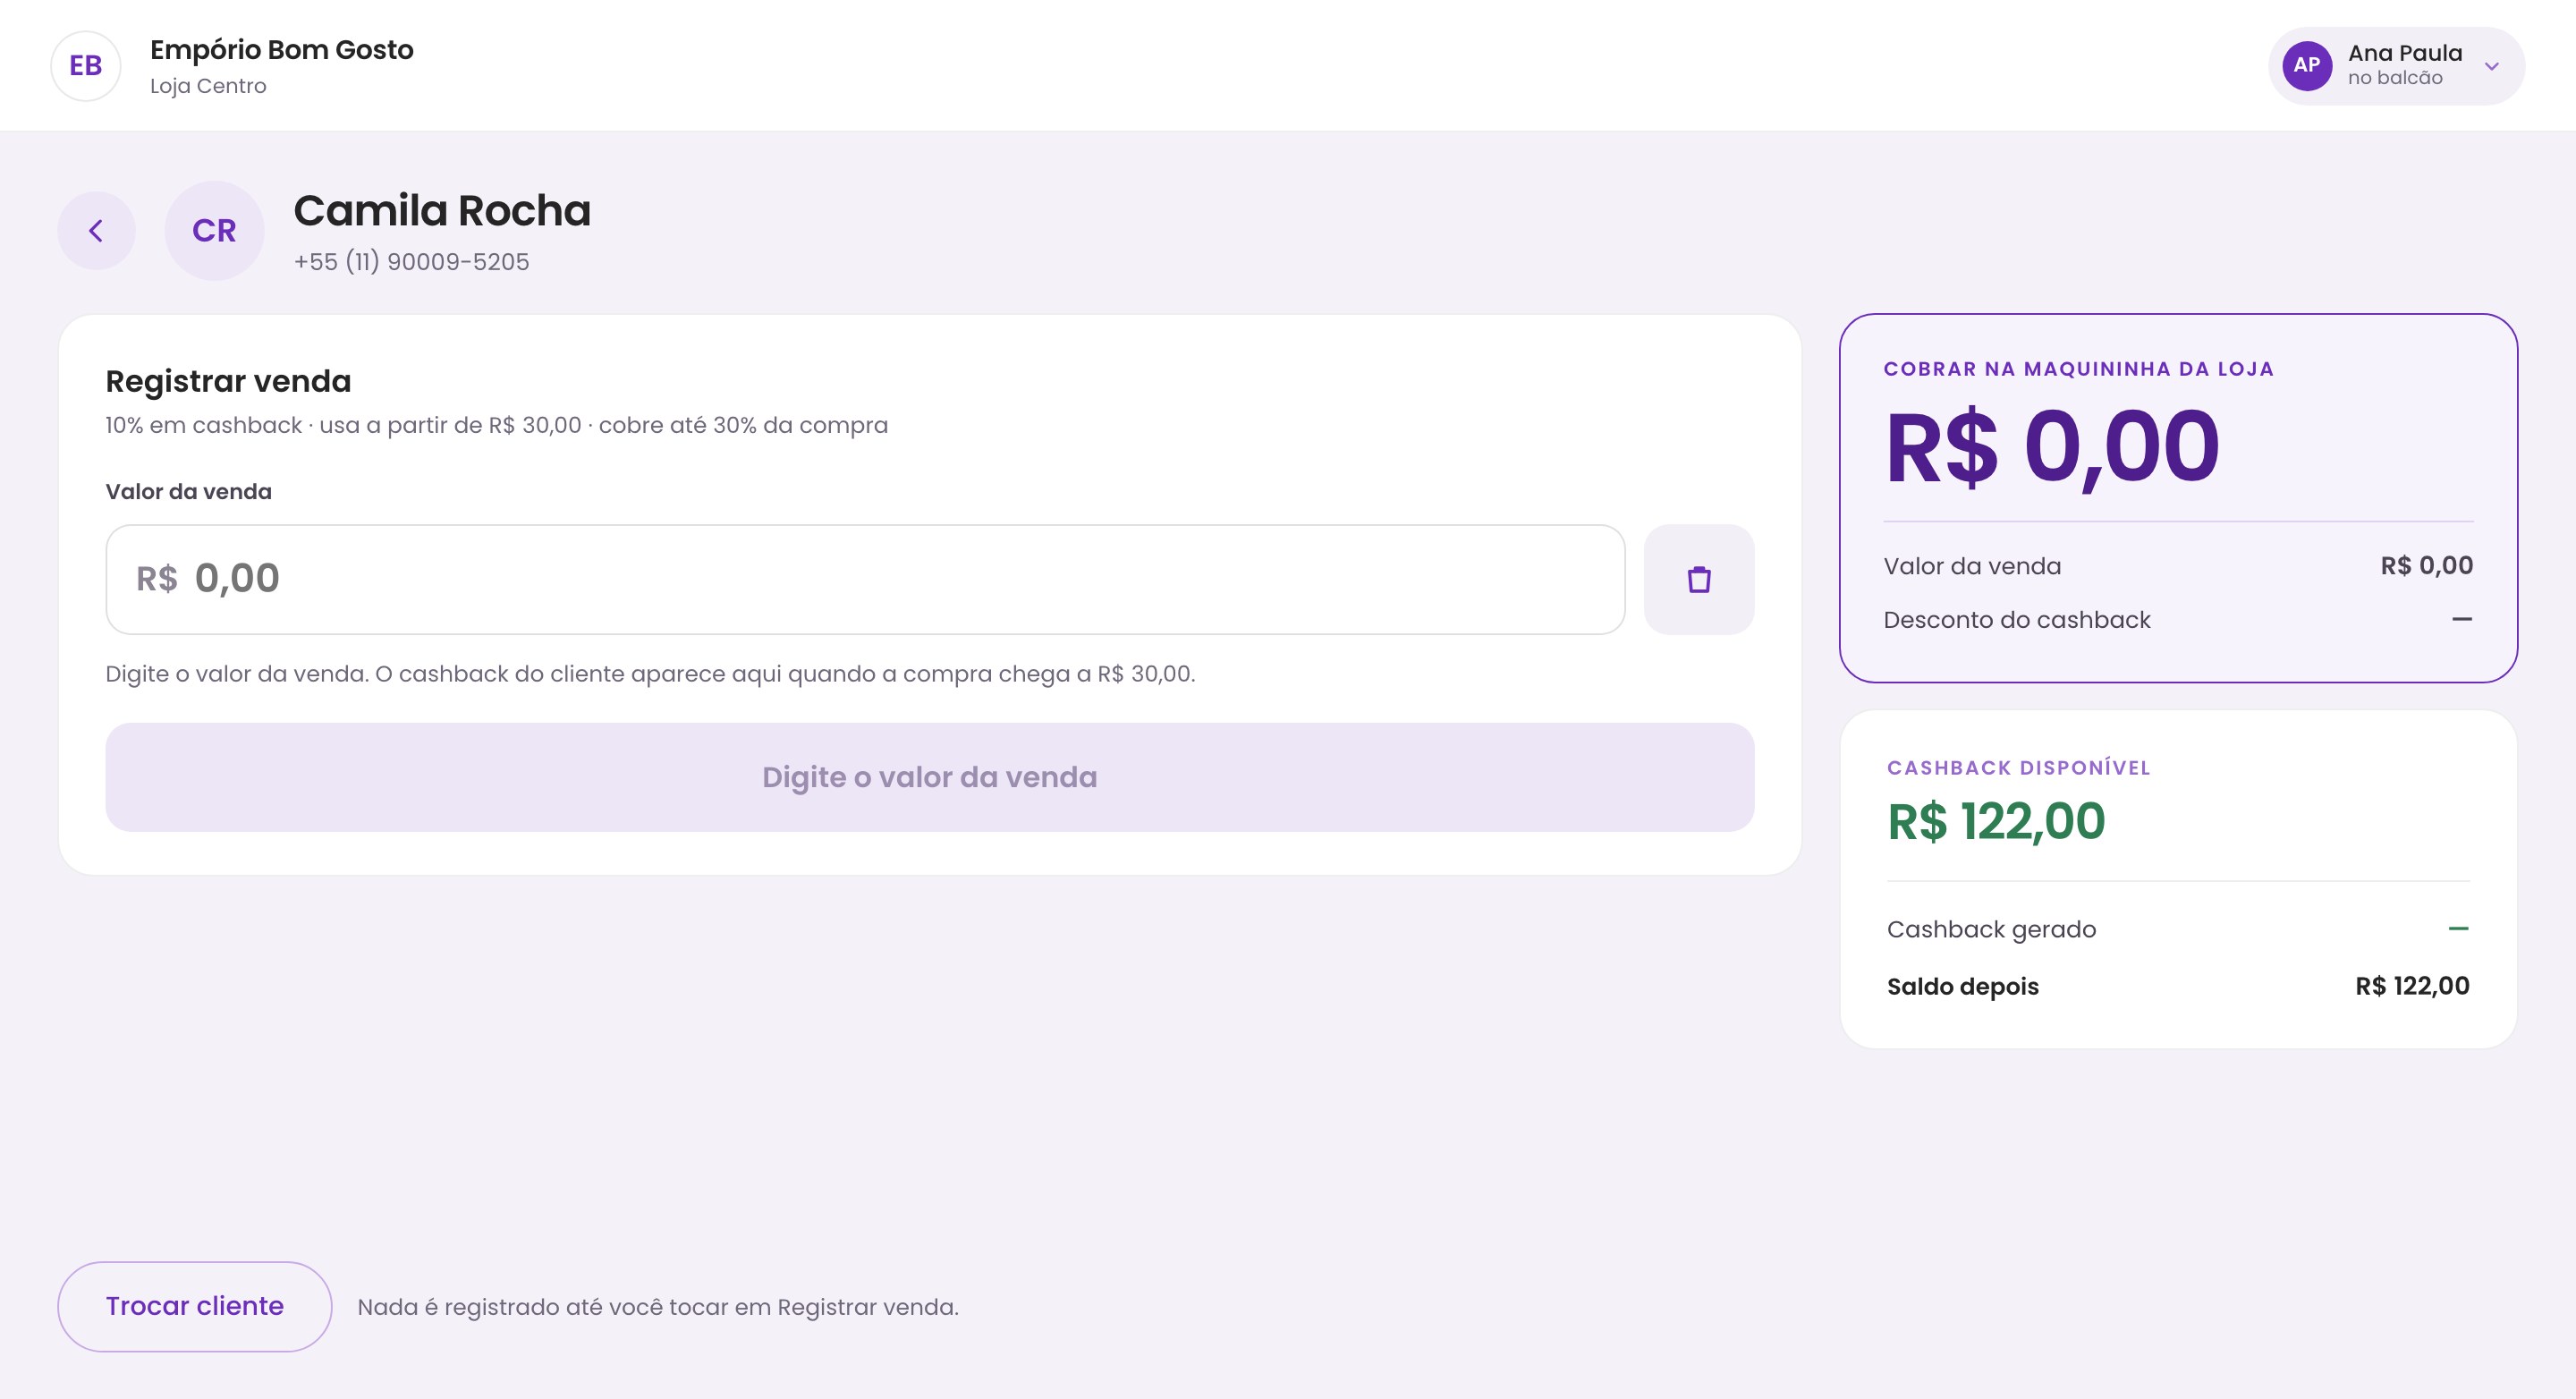 EB
Empório Bom Gosto
Loja Centro
AP
Ana Paula
no balcão
CR
Camila Rocha
+55 (11) 90009-5205
Registrar venda
10% em cashback · usa a partir de R$ 30,00 · cobre até 30% da compra
Valor da venda
R$ 0,00
Digite o valor da venda. O cashback do cliente aparece aqui quando a compra chega a R$ 30,00.
Digite o valor da venda
COBRAR NA MAQUININHA DA LOJA
R$ 0,00
Valor da venda R$ 0,00
Desconto do cashback —
CASHBACK DISPONÍVEL
R$ 122,00
Cashback gerado —
Saldo depois R$ 122,00
Trocar cliente
Nada é registrado até você tocar em Registrar venda.